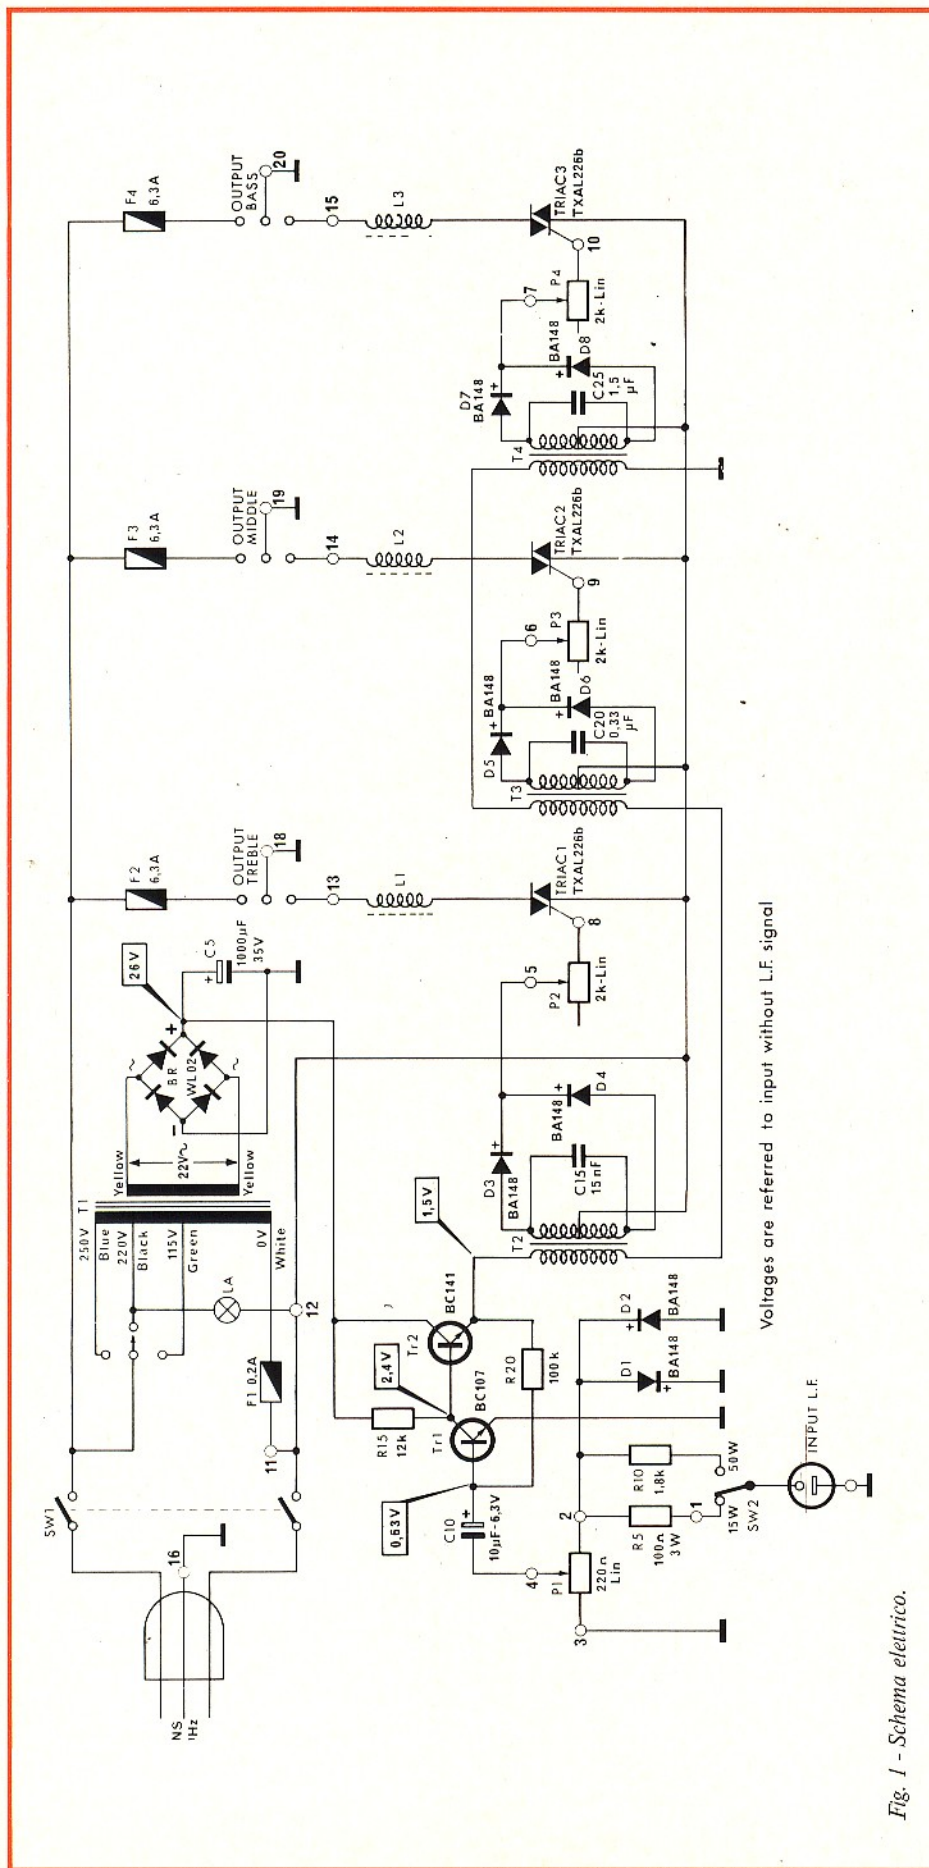 SW1
NS
Hz
16
11
F1 0,2A
12
LA
250V
Blue
220V
Black
115V
Green
0V
White
T1
Yellow
22V~
Yellow
BR
WL02
~
~
+
−
26V
+ C5
1000µF
35V
F2
6,3A
OUTPUT
TREBLE
18
13
L1
TRIAC1
TXAL226b
8
P2
2k-Lin
5
F3
6,3A
OUTPUT
MIDDLE
19
14
L2
TRIAC2
TXAL226b
9
P3
2k-Lin
6
F4
6,3A
OUTPUT
BASS
20
15
L3
TRIAC3
TXAL226b
10
P4
2k-Lin
7
3
4
P1
220Ω
Lin
C10
+
10µF-6,3V
0,63V
R15
12k
Tr1
BC107
2,4V
Tr2
BC141
1,5V
R20
100k
2
R5
100Ω
3W
1
R10
1,8k
15W
50W
SW2
INPUT L.F.
D1
+
BA148
D2
+
BA148
T2
D3
BA148
+
C15
15nF
BA148
+
D4
T3
D5
+ BA148
C20
0,33
µF
BA148
+
D6
T4
D7
BA148
+
C25
1,5
µF
BA148
+
D8
Voltages are referred to input without L.F. signal
Fig. 1 - Schema elettrico.